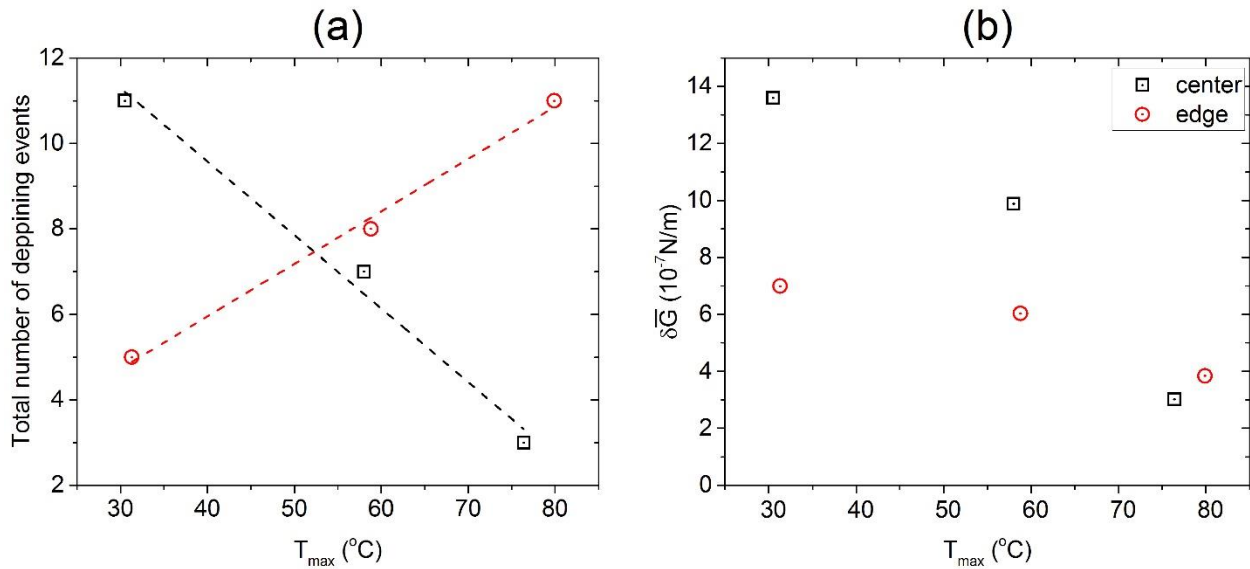 (a)
12
10
8
6
4
2
Total number of deppining events
30 40 50 60 70 80
T_max (°C)
(b)
14
12
10
8
6
4
2
0
δG̅ (10⁻⁷N/m)
center
edge
30 40 50 60 70 80
T_max (°C)